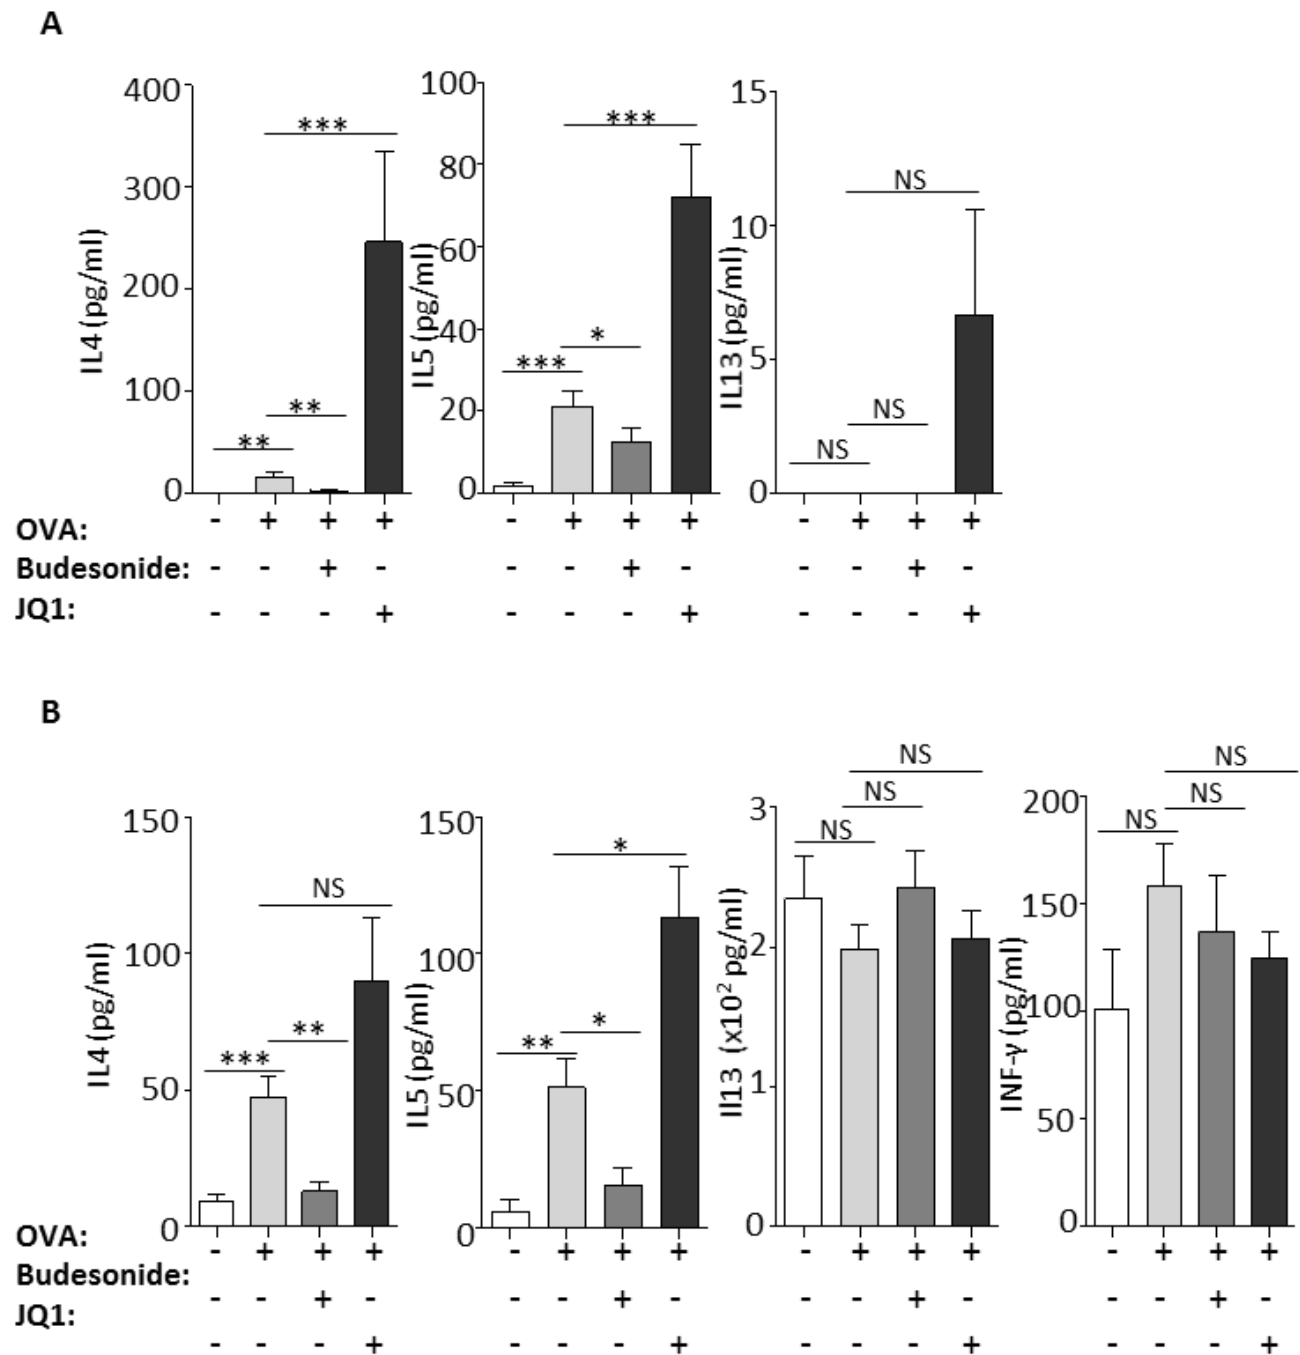 A
400
300
200
100
0
IL4 (pg/ml)
***
**
**
100
80
60
40
20
0
IL5 (pg/ml)
***
*
***
15
10
5
0
IL13 (pg/ml)
NS
NS
NS
OVA: - + + + - + + + - + + +
Budesonide: - - + - - - + - - - + -
JQ1: - - - + - - - + - - - +
B
150
100
50
0
IL4 (pg/ml)
NS
**
***
150
100
50
0
IL5 (pg/ml)
*
*
**
3
2
1
0
Il13 (x10² pg/ml)
NS
NS
NS
200
150
100
50
0
INF-γ (pg/ml)
NS
NS
NS
OVA: - + + + - + + + - + + + - + + +
Budesonide:
- - + - - - + - - - + - - - + -
JQ1:
- - - + - - - + - - - + - - - +